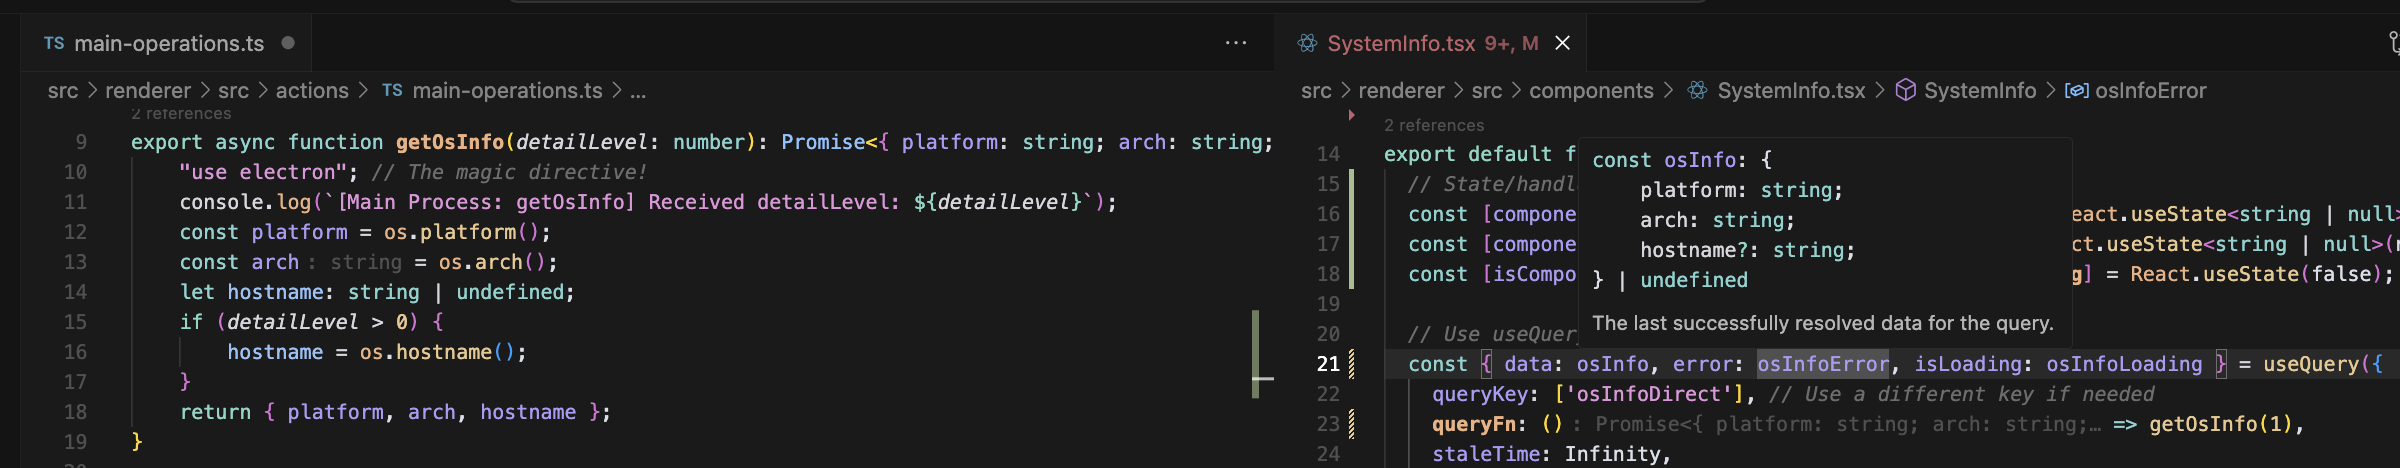 TS main-operations.ts
src > renderer > src > actions > TS main-operations.ts > ...
2 references
9 export async function getOsInfo(detailLevel: number): Promise<{ platform: string; arch: string;
10 "use electron"; // The magic directive!
11 console.log(`[Main Process: getOsInfo] Received detailLevel: ${detailLevel}`);
12 const platform = os.platform();
13 const arch: string = os.arch();
14 let hostname: string | undefined;
15 if (detailLevel > 0) {
16 hostname = os.hostname();
17 }
18 return { platform, arch, hostname };
19 }
SystemInfo.tsx 9+, M
src > renderer > src > components > SystemInfo.tsx > SystemInfo > osInfoError
2 references
14 export default f
15 // State/handl
16 const [compone eact.useState<string | null>
17 const [compone ct.useState<string | null>(
18 const [isCompo g] = React.useState(false);
19
20 // Use useQuer
const osInfo: {
platform: string;
arch: string;
hostname?: string;
} | undefined
The last successfully resolved data for the query.
21 const { data: osInfo, error: osInfoError, isLoading: osInfoLoading } = useQuery({
22 queryKey: ['osInfoDirect'], // Use a different key if needed
23 queryFn: (): Promise<{ platform: string; arch: string;… => getOsInfo(1),
24 staleTime: Infinity,